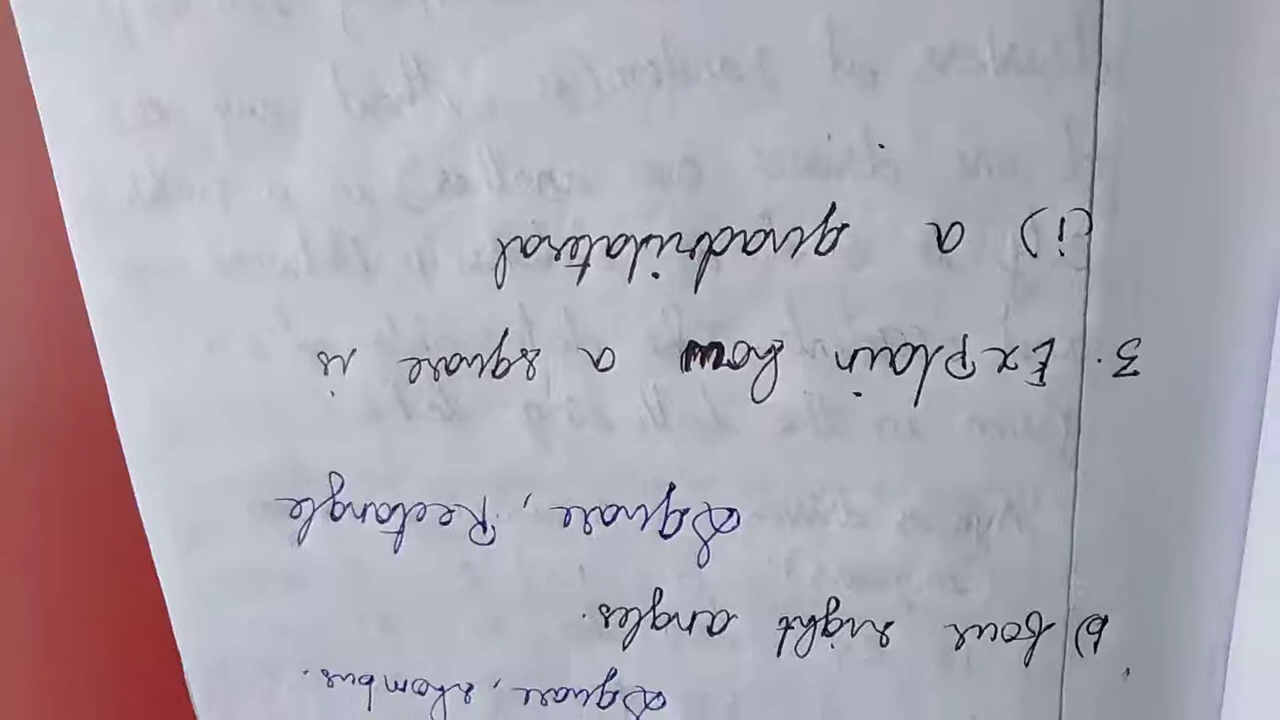 square, rhombus.
b) four right angles.
square, Rectangle
3. Explain how a square is
(i) a quadrilateral